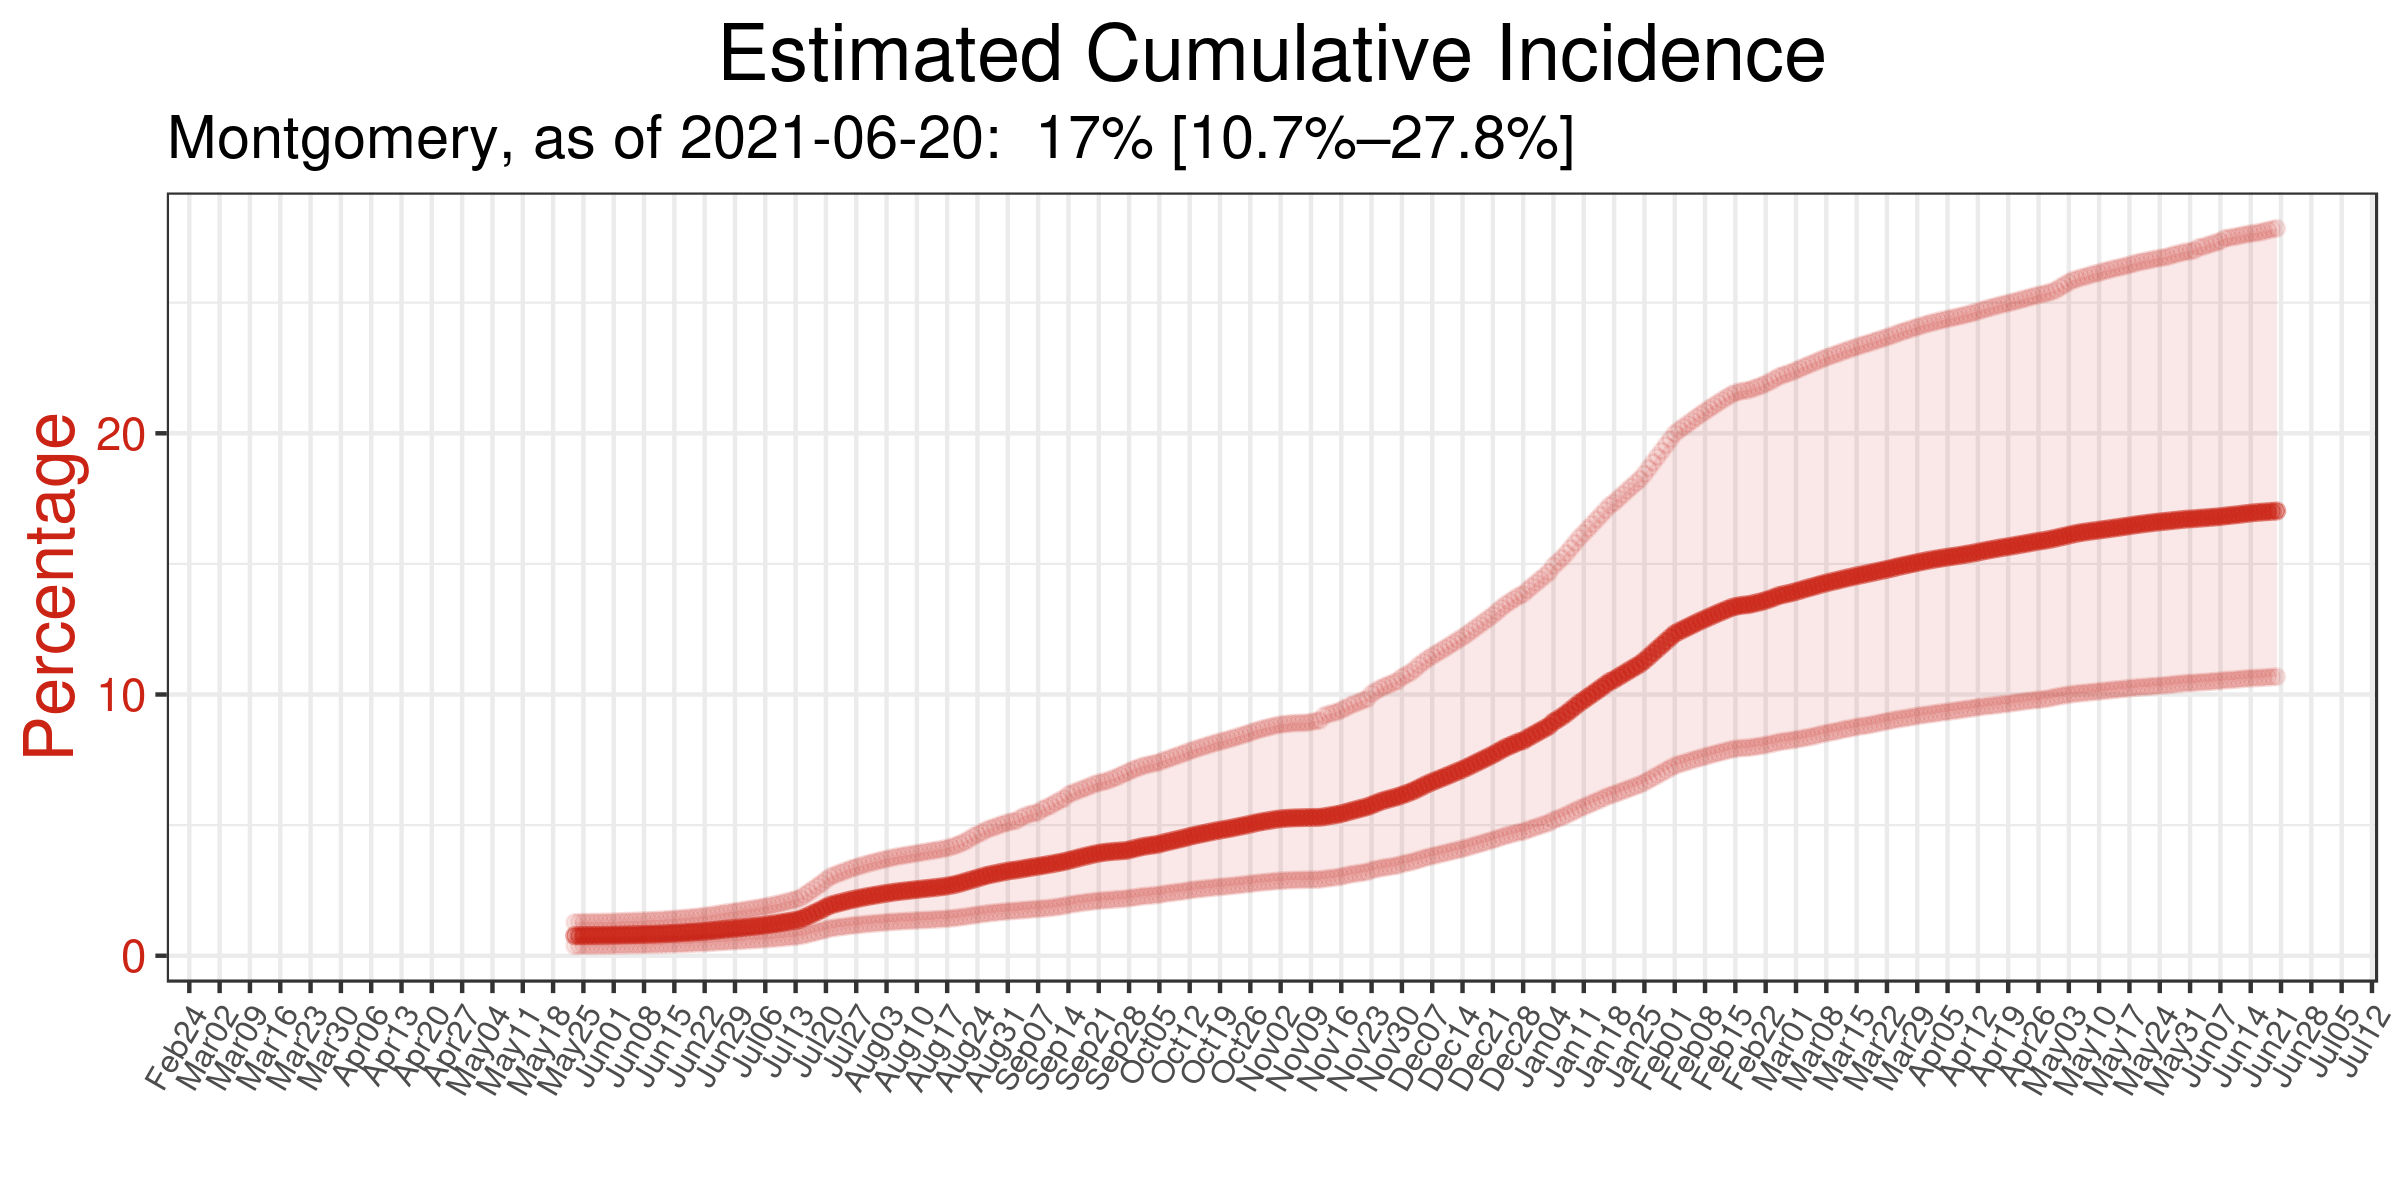 Estimated Cumulative Incidence
Montgomery, as of 2021-06-20:  17% [10.7%–27.8%]
Percentage
20
10
0
Feb24
Mar02
Mar09
Mar16
Mar23
Mar30
Apr06
Apr13
Apr20
Apr27
May04
May11
May18
May25
Jun01
Jun08
Jun15
Jun22
Jun29
Jul06
Jul13
Jul20
Jul27
Aug03
Aug10
Aug17
Aug24
Aug31
Sep07
Sep14
Sep21
Sep28
Oct05
Oct12
Oct19
Oct26
Nov02
Nov09
Nov16
Nov23
Nov30
Dec07
Dec14
Dec21
Dec28
Jan04
Jan11
Jan18
Jan25
Feb01
Feb08
Feb15
Feb22
Mar01
Mar08
Mar15
Mar22
Mar29
Apr05
Apr12
Apr19
Apr26
May03
May10
May17
May24
May31
Jun07
Jun14
Jun21
Jun28
Jul05
Jul12